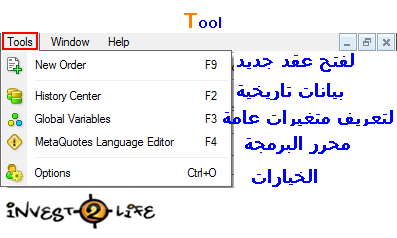 Tool
Tools Window Help
New Order F9 لفتح عقد جديد
History Center F2 بيانات تاريخية
Global Variables F3 لتعريف متغيرات عامة
MetaQuotes Language Editor F4 محرر البرمجة
Options Ctrl+O الخيارات
INVEST-2-LIFE